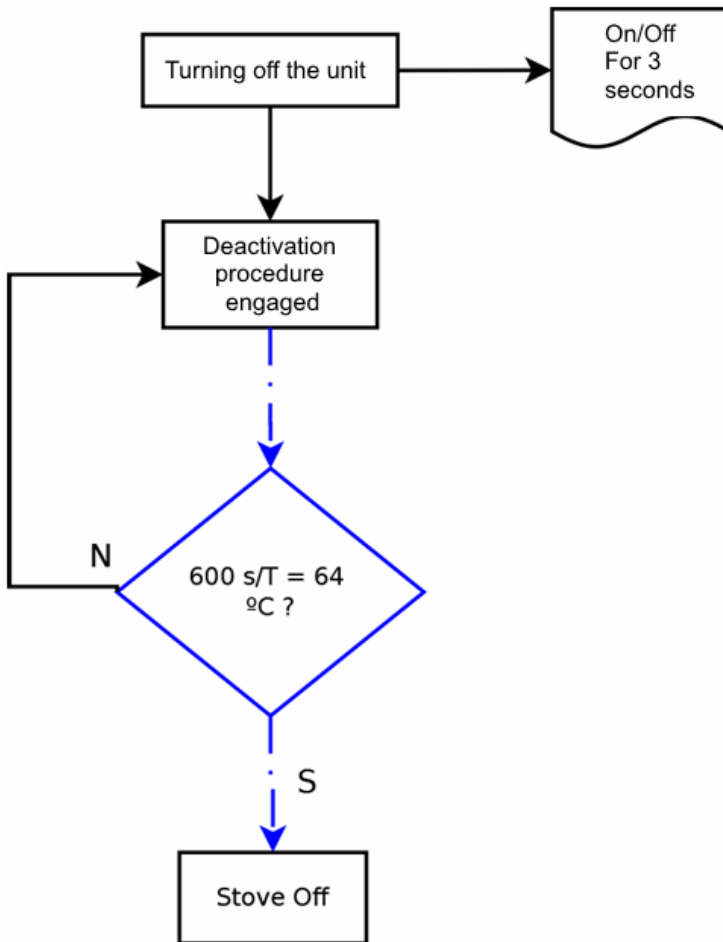 Turning off the unit
On/Off
For 3
seconds
Deactivation
procedure
engaged
N
600 s/T = 64
ºC ?
S
Stove Off